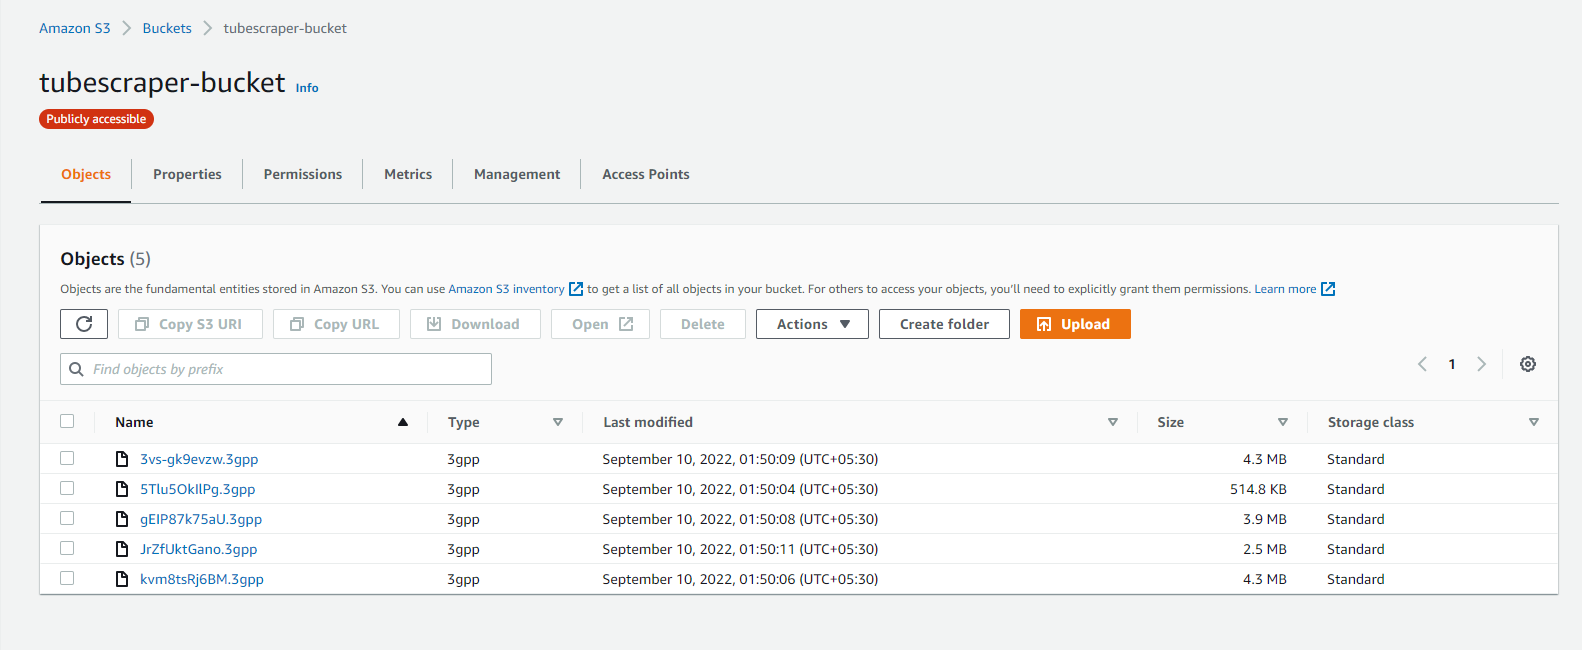 Amazon S3 Buckets tubescraper-bucket
tubescraper-bucket Info
Publicly accessible
Objects Properties Permissions Metrics Management Access Points
Objects (5)
Objects are the fundamental entities stored in Amazon S3. You can use Amazon S3 inventory to get a list of all objects in your bucket. For others to access your objects, you'll need to explicitly grant them permissions. Learn more
Copy S3 URI Copy URL Download Open Delete Actions Create folder Upload
Find objects by prefix
1
Name Type Last modified Size Storage class
3vs-gk9evzw.3gpp 3gpp September 10, 2022, 01:50:09 (UTC+05:30) 4.3 MB Standard
5Tlu5OkIlPg.3gpp 3gpp September 10, 2022, 01:50:04 (UTC+05:30) 514.8 KB Standard
gEIP87k75aU.3gpp 3gpp September 10, 2022, 01:50:08 (UTC+05:30) 3.9 MB Standard
JrZfUktGano.3gpp 3gpp September 10, 2022, 01:50:11 (UTC+05:30) 2.5 MB Standard
kvm8tsRj6BM.3gpp 3gpp September 10, 2022, 01:50:06 (UTC+05:30) 4.3 MB Standard